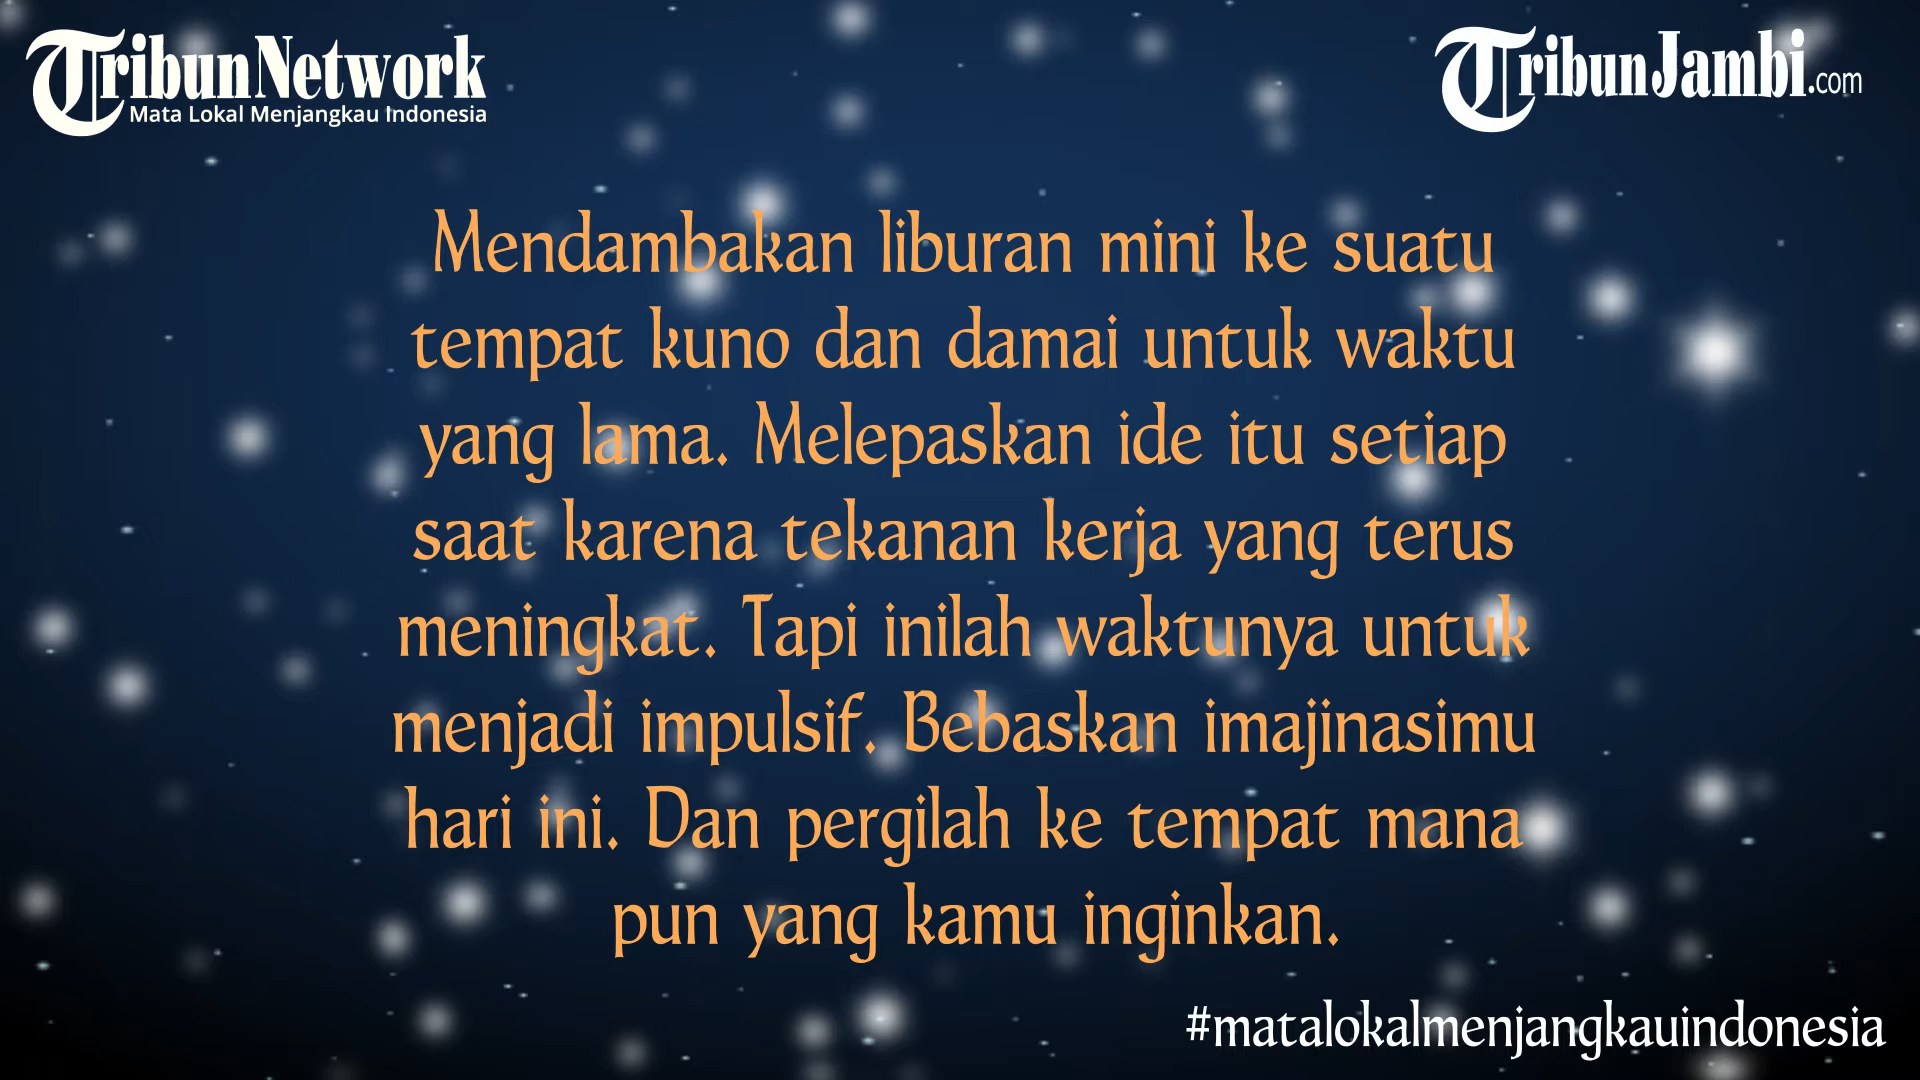 TribunNetwork
Mata Lokal Menjangkau Indonesia
TribunJambi.com
Mendambakan liburan mini ke suatu
tempat kuno dan damai untuk waktu
yang lama. Melepaskan ide itu setiap
saat karena tekanan kerja yang terus
meningkat. Tapi inilah waktunya untuk
menjadi impulsif. Bebaskan imajinasimu
hari ini. Dan pergilah ke tempat mana
pun yang kamu inginkan.
#matalokalmenjangkauindonesia